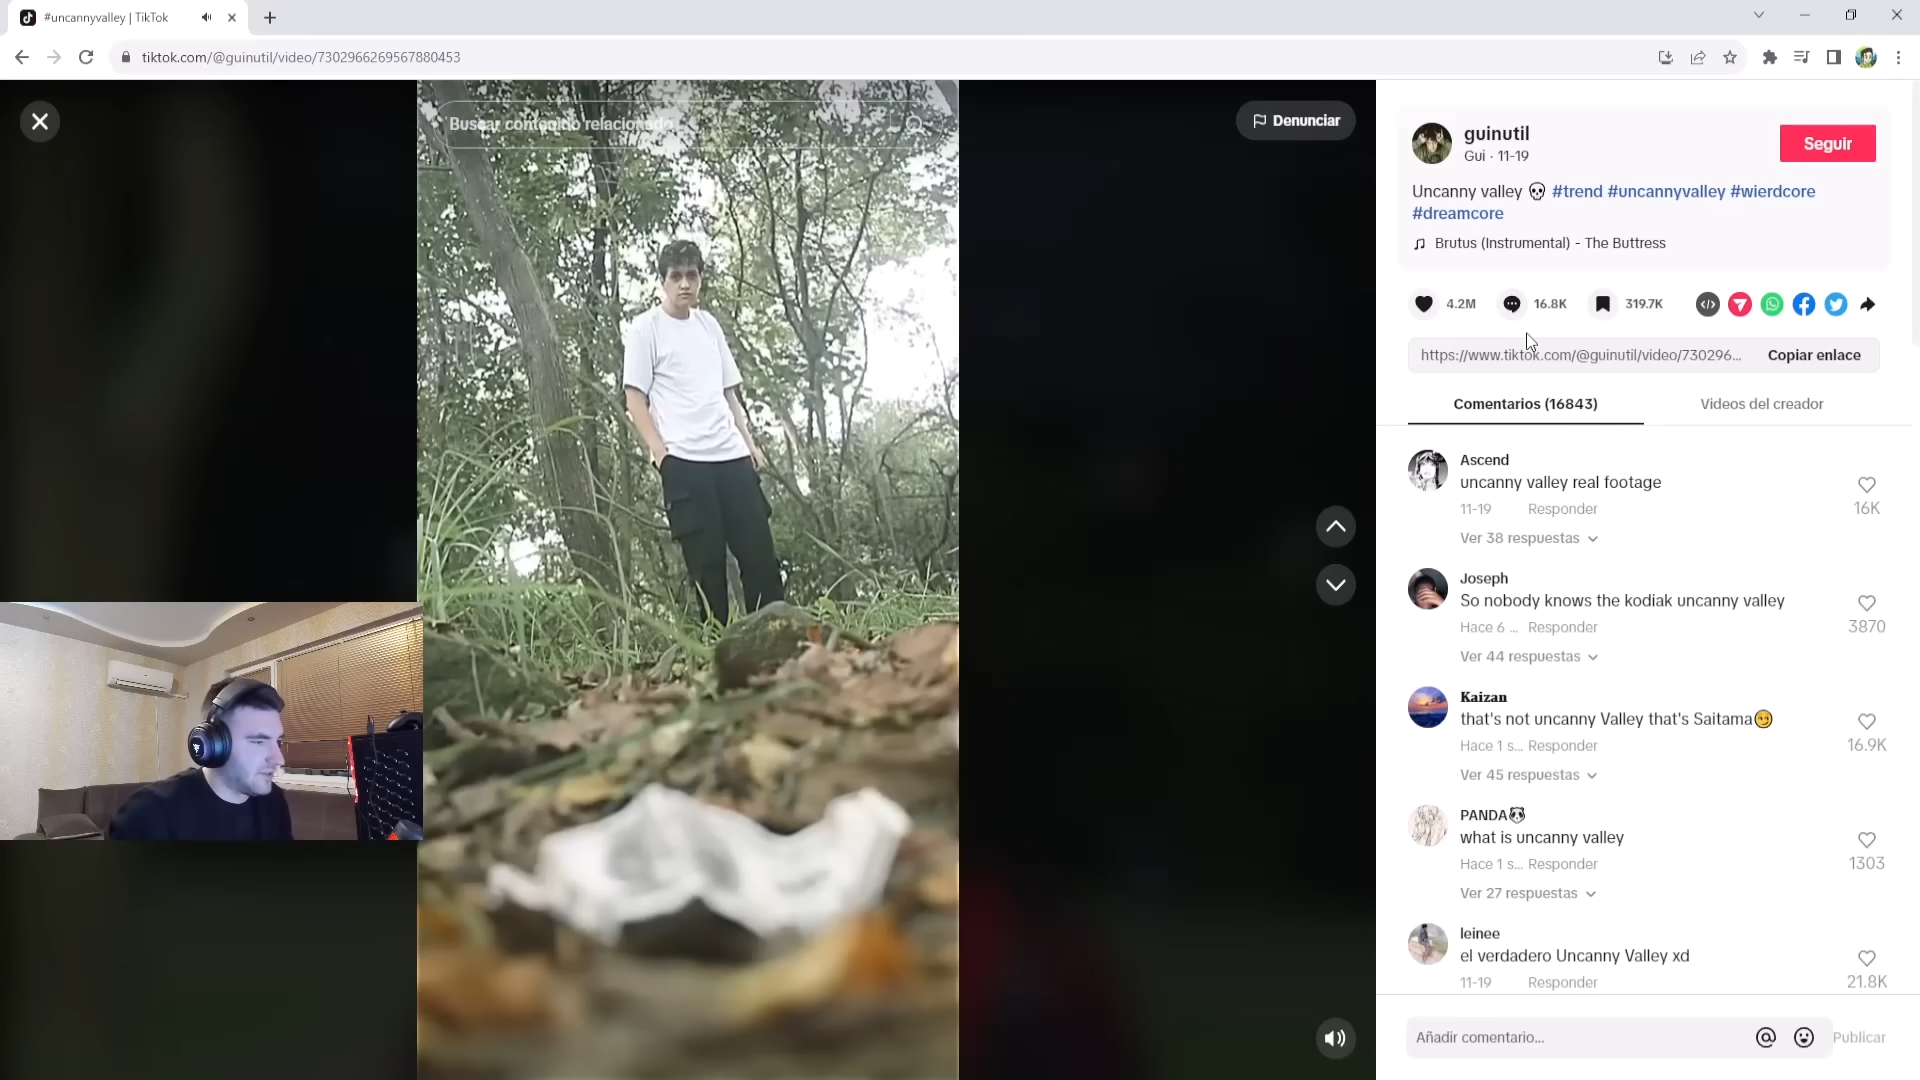 #uncannyvalley | TikTok
tiktok.com/@guinutil/video/7302966269567880453
Buscar contenido relacionado
Denunciar
guinutil
Gui · 11-19
Seguir
Uncanny valley 💀 #trend #uncannyvalley #wierdcore
#dreamcore
Brutus (Instrumental) - The Buttress
4.2M
16.8K
319.7K
https://www.tiktok.com/@guinutil/video/730296...
Copiar enlace
Comentarios (16843)
Videos del creador
Ascend
uncanny valley real footage
11-19 Responder
16K
Ver 38 respuestas
Joseph
So nobody knows the kodiak uncanny valley
Hace 6 ... Responder
3870
Ver 44 respuestas
Kaizan
that's not uncanny Valley that's Saitama😏
Hace 1 s... Responder
16.9K
Ver 45 respuestas
PANDA🐼
what is uncanny valley
Hace 1 s... Responder
1303
Ver 27 respuestas
leinee
el verdadero Uncanny Valley xd
11-19 Responder
21.8K
Añadir comentario...
Publicar